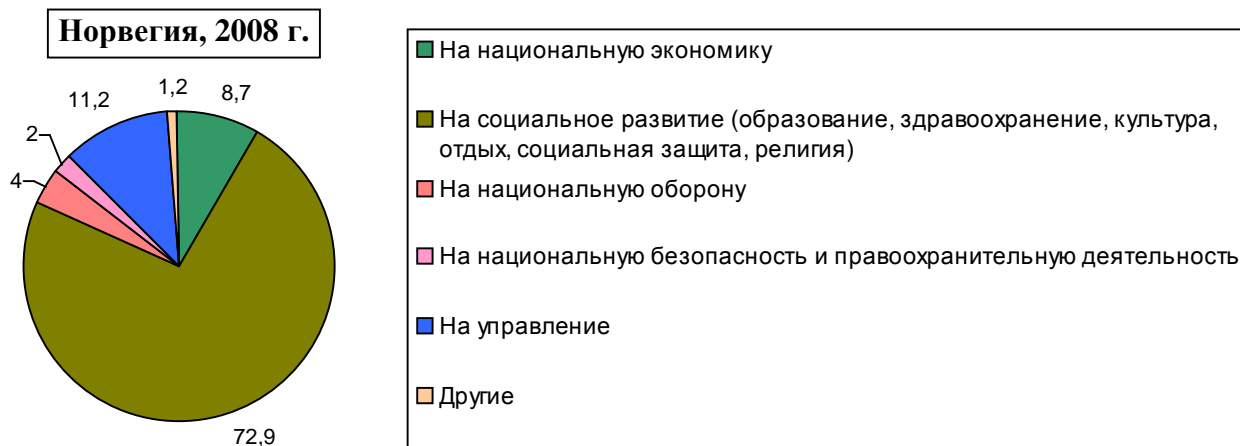 Норвегия, 2008 г.
1,2
8,7
11,2
2
4
72,9
На национальную экономику
На социальное развитие (образование, здравоохранение, культура,
отдых, социальная защита, религия)
На национальную оборону
На национальную безопасность и правоохранительную деятельность
На управление
Другие